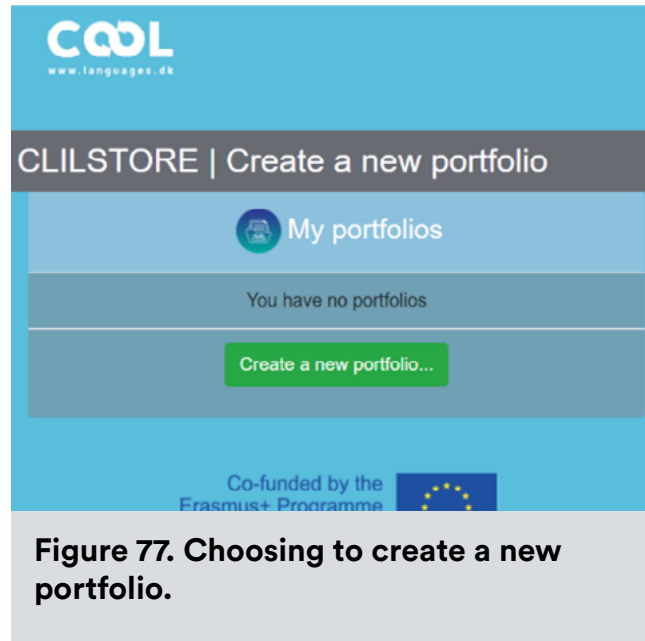 COOL
www.languages.dk
CLILSTORE | Create a new portfolio
My portfolios
You have no portfolios
Create a new portfolio...
Co-funded by the
Erasmus+ Programme
Figure 77. Choosing to create a new
portfolio.